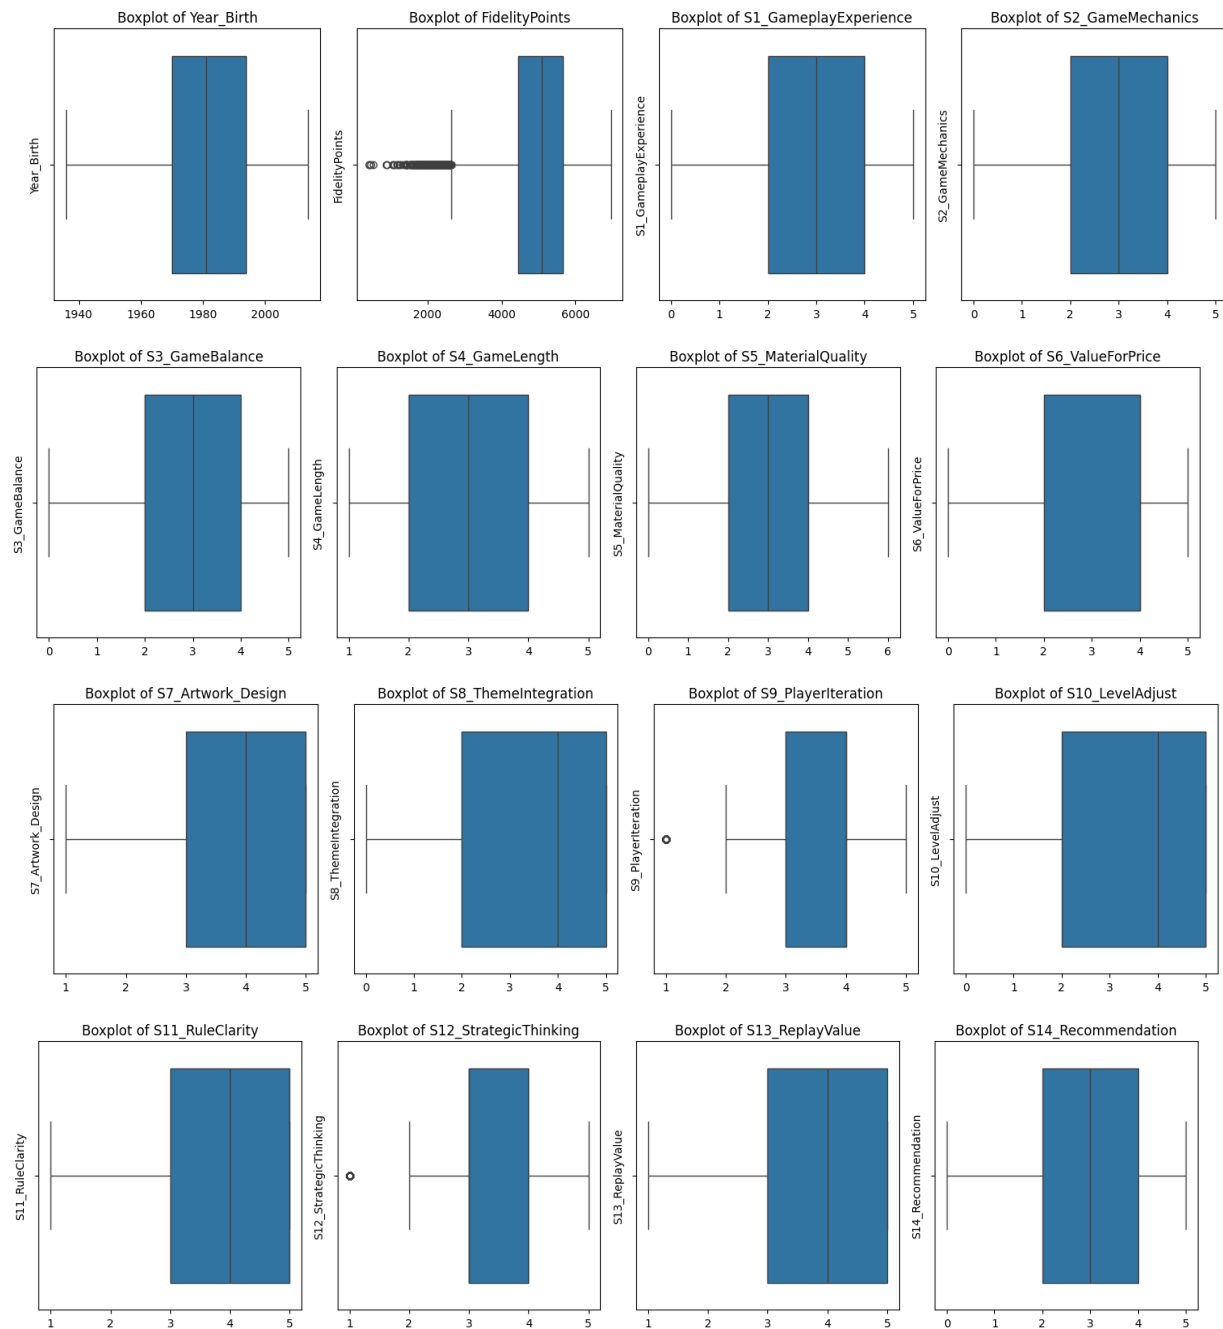 Boxplot of Year_Birth
Year_Birth
1940 1960 1980 2000
Boxplot of FidelityPoints
FidelityPoints
2000 4000 6000
Boxplot of S1_GameplayExperience
S1_GameplayExperience
0 1 2 3 4 5
Boxplot of S2_GameMechanics
S2_GameMechanics
0 1 2 3 4 5
Boxplot of S3_GameBalance
S3_GameBalance
0 1 2 3 4 5
Boxplot of S4_GameLength
S4_GameLength
1 2 3 4 5
Boxplot of S5_MaterialQuality
S5_MaterialQuality
0 1 2 3 4 5 6
Boxplot of S6_ValueForPrice
S6_ValueForPrice
0 1 2 3 4 5
Boxplot of S7_Artwork_Design
S7_Artwork_Design
1 2 3 4 5
Boxplot of S8_ThemeIntegration
S8_ThemeIntegration
0 1 2 3 4 5
Boxplot of S9_PlayerIteration
S9_PlayerIteration
1 2 3 4 5
Boxplot of S10_LevelAdjust
S10_LevelAdjust
0 1 2 3 4 5
Boxplot of S11_RuleClarity
S11_RuleClarity
1 2 3 4 5
Boxplot of S12_StrategicThinking
S12_StrategicThinking
1 2 3 4 5
Boxplot of S13_ReplayValue
S13_ReplayValue
1 2 3 4 5
Boxplot of S14_Recommendation
S14_Recommendation
0 1 2 3 4 5